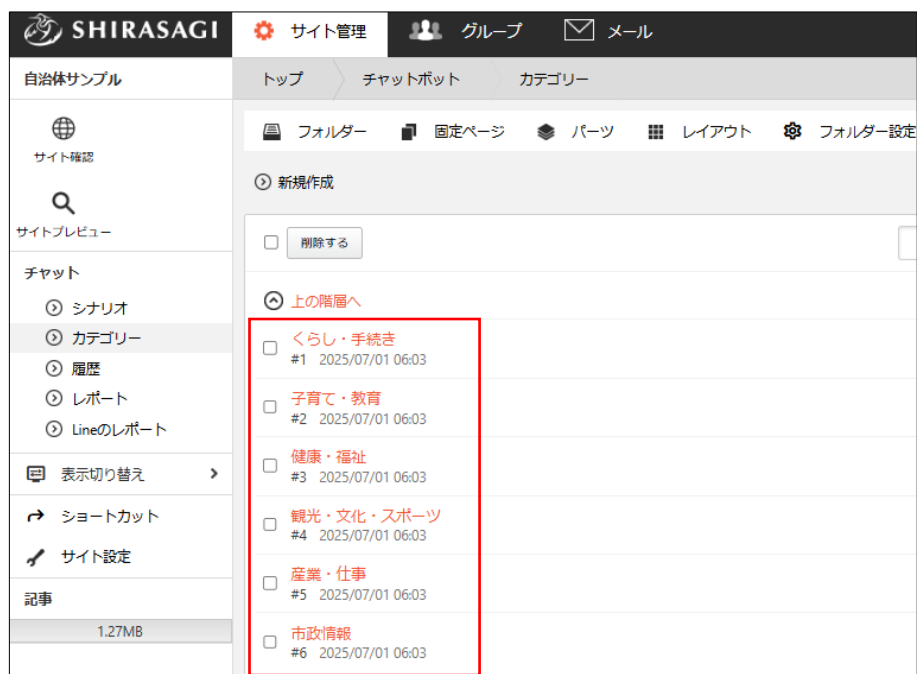 SHIRASAGI
サイト管理
グループ
メール
自治体サンプル
トップ
チャットボット
カテゴリー
サイト確認
サイトプレビュー
フォルダー
固定ページ
パーツ
レイアウト
フォルダー設定
新規作成
削除する
チャット
シナリオ
カテゴリー
履歴
レポート
Lineのレポート
表示切り替え
ショートカット
サイト設定
記事
1.27MB
上の階層へ
くらし・手続き
#1 2025/07/01 06:03
子育て・教育
#2 2025/07/01 06:03
健康・福祉
#3 2025/07/01 06:03
観光・文化・スポーツ
#4 2025/07/01 06:03
産業・仕事
#5 2025/07/01 06:03
市政情報
#6 2025/07/01 06:03